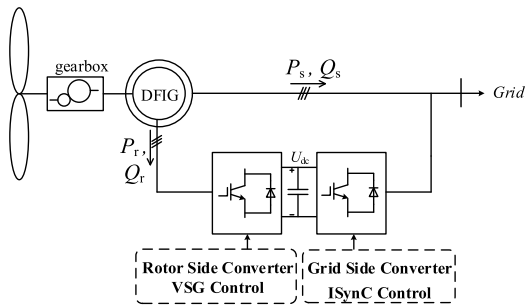 gearbox
DFIG
Ps, Qs
Grid
Pr,
Qr
Udc
+
−
Rotor Side Converter
VSG Control
Grid Side Converter
ISynC Control